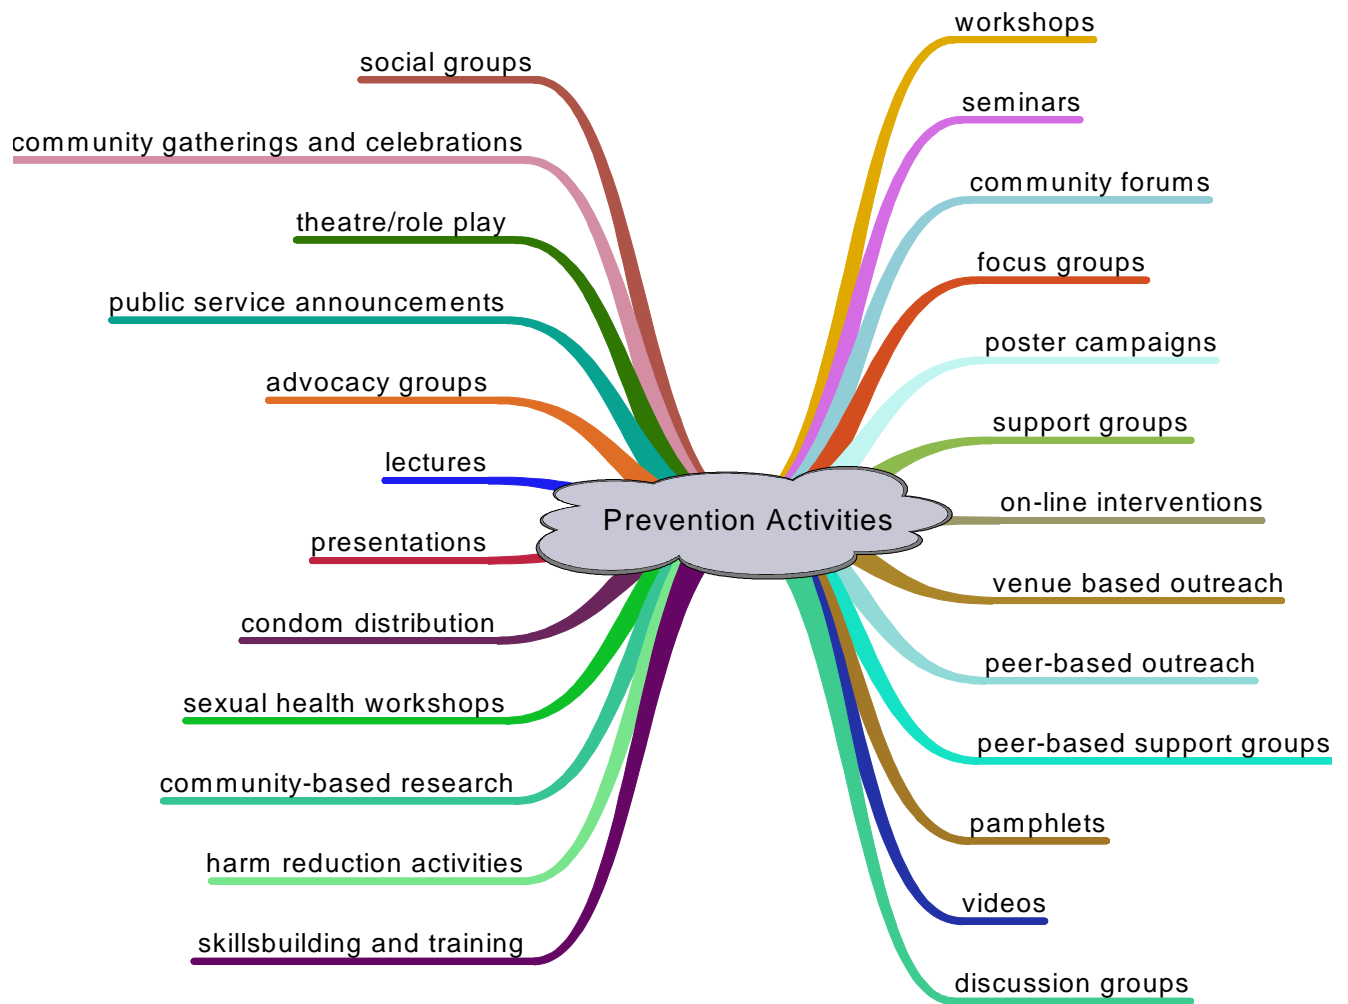 workshops
social groups
seminars
community gatherings and celebrations
community forums
theatre/role play
focus groups
public service announcements
poster campaigns
advocacy groups
support groups
lectures
on-line interventions
Prevention Activities
presentations
venue based outreach
condom distribution
peer-based outreach
sexual health workshops
peer-based support groups
community-based research
pamphlets
harm reduction activities
videos
skillsbuilding and training
discussion groups